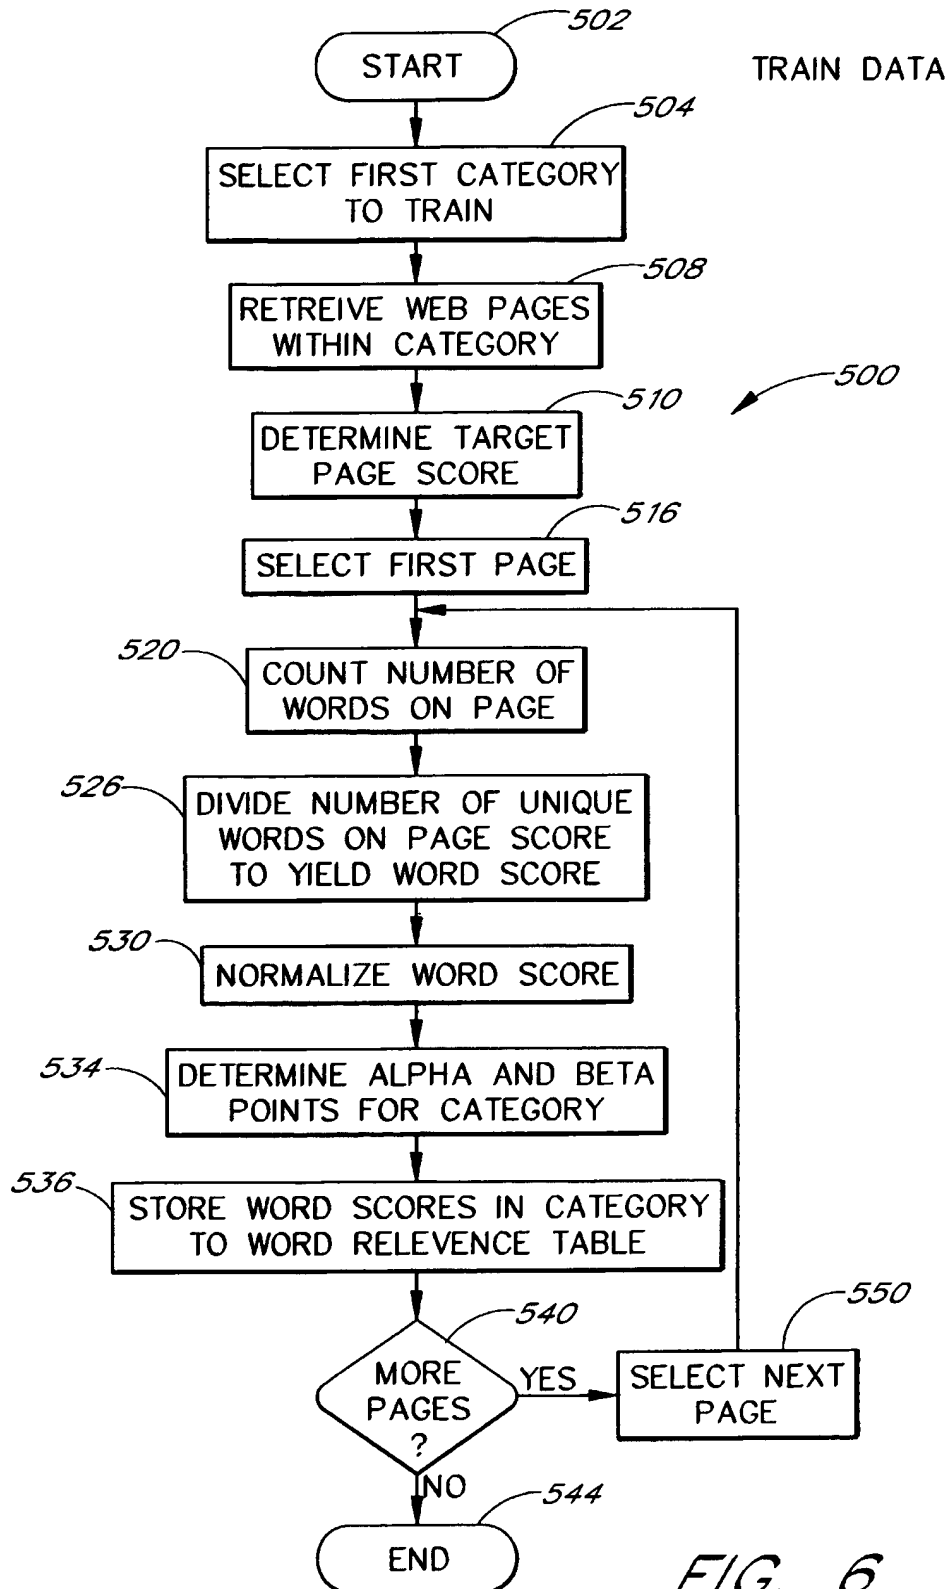 502
START
TRAIN DATA
504
SELECT FIRST CATEGORY
TO TRAIN
508
RETREIVE WEB PAGES
WITHIN CATEGORY
500
510
DETERMINE TARGET
PAGE SCORE
516
SELECT FIRST PAGE
520
COUNT NUMBER OF
WORDS ON PAGE
526
DIVIDE NUMBER OF UNIQUE
WORDS ON PAGE SCORE
TO YIELD WORD SCORE
530
NORMALIZE WORD SCORE
534
DETERMINE ALPHA AND BETA
POINTS FOR CATEGORY
536
STORE WORD SCORES IN CATEGORY
TO WORD RELEVENCE TABLE
540
MORE
PAGES
?
YES
550
SELECT NEXT
PAGE
NO
544
END
FIG. 6